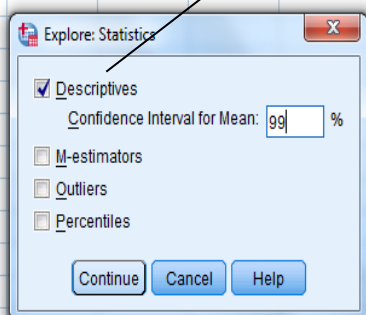 Explore: Statistics
Descriptives
Confidence Interval for Mean: 99 %
M-estimators
Outliers
Percentiles
Continue Cancel Help